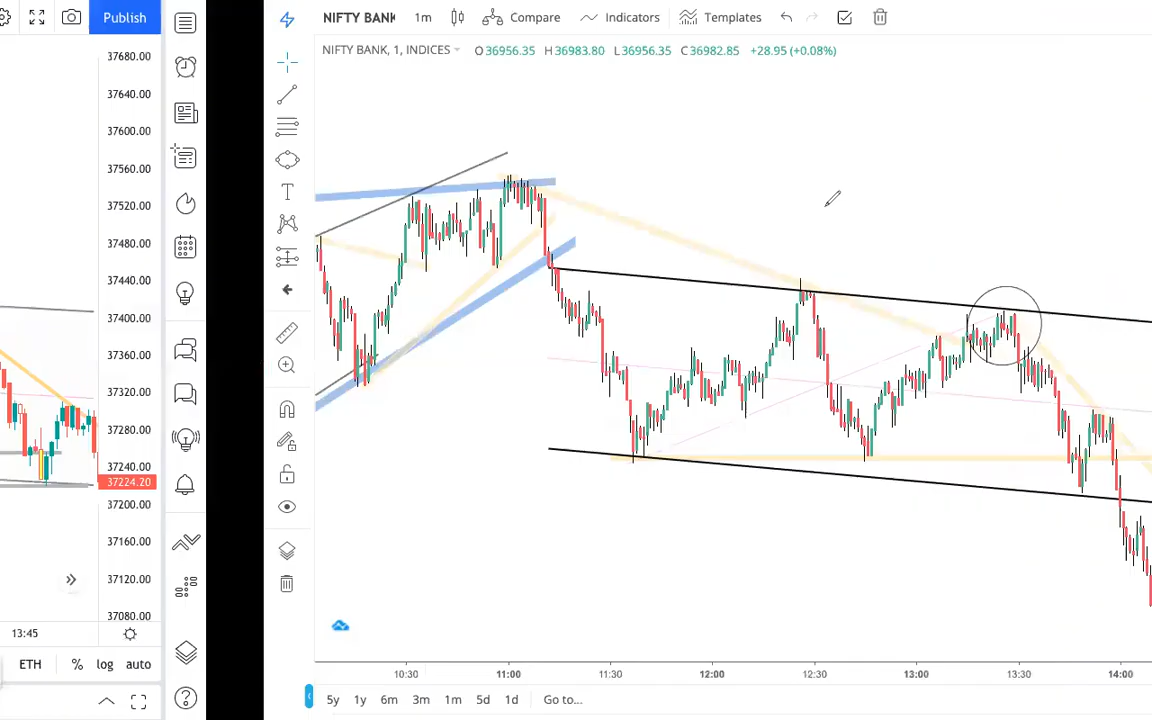 Publish
37680.00
37640.00
37600.00
37560.00
37520.00
37480.00
37440.00
37400.00
37360.00
37320.00
37280.00
37240.00
37224.20
37200.00
37160.00
37120.00
37080.00
13:45
ETH % log auto
NIFTY BANK 1m Compare Indicators Templates
NIFTY BANK, 1, INDICES O36956.35 H36983.80 L36956.35 C36982.85 +28.95 (+0.08%)
T
10:30 11:00 11:30 12:00 12:30 13:00 13:30 14:00
5y 1y 6m 3m 1m 5d 1d Go to...